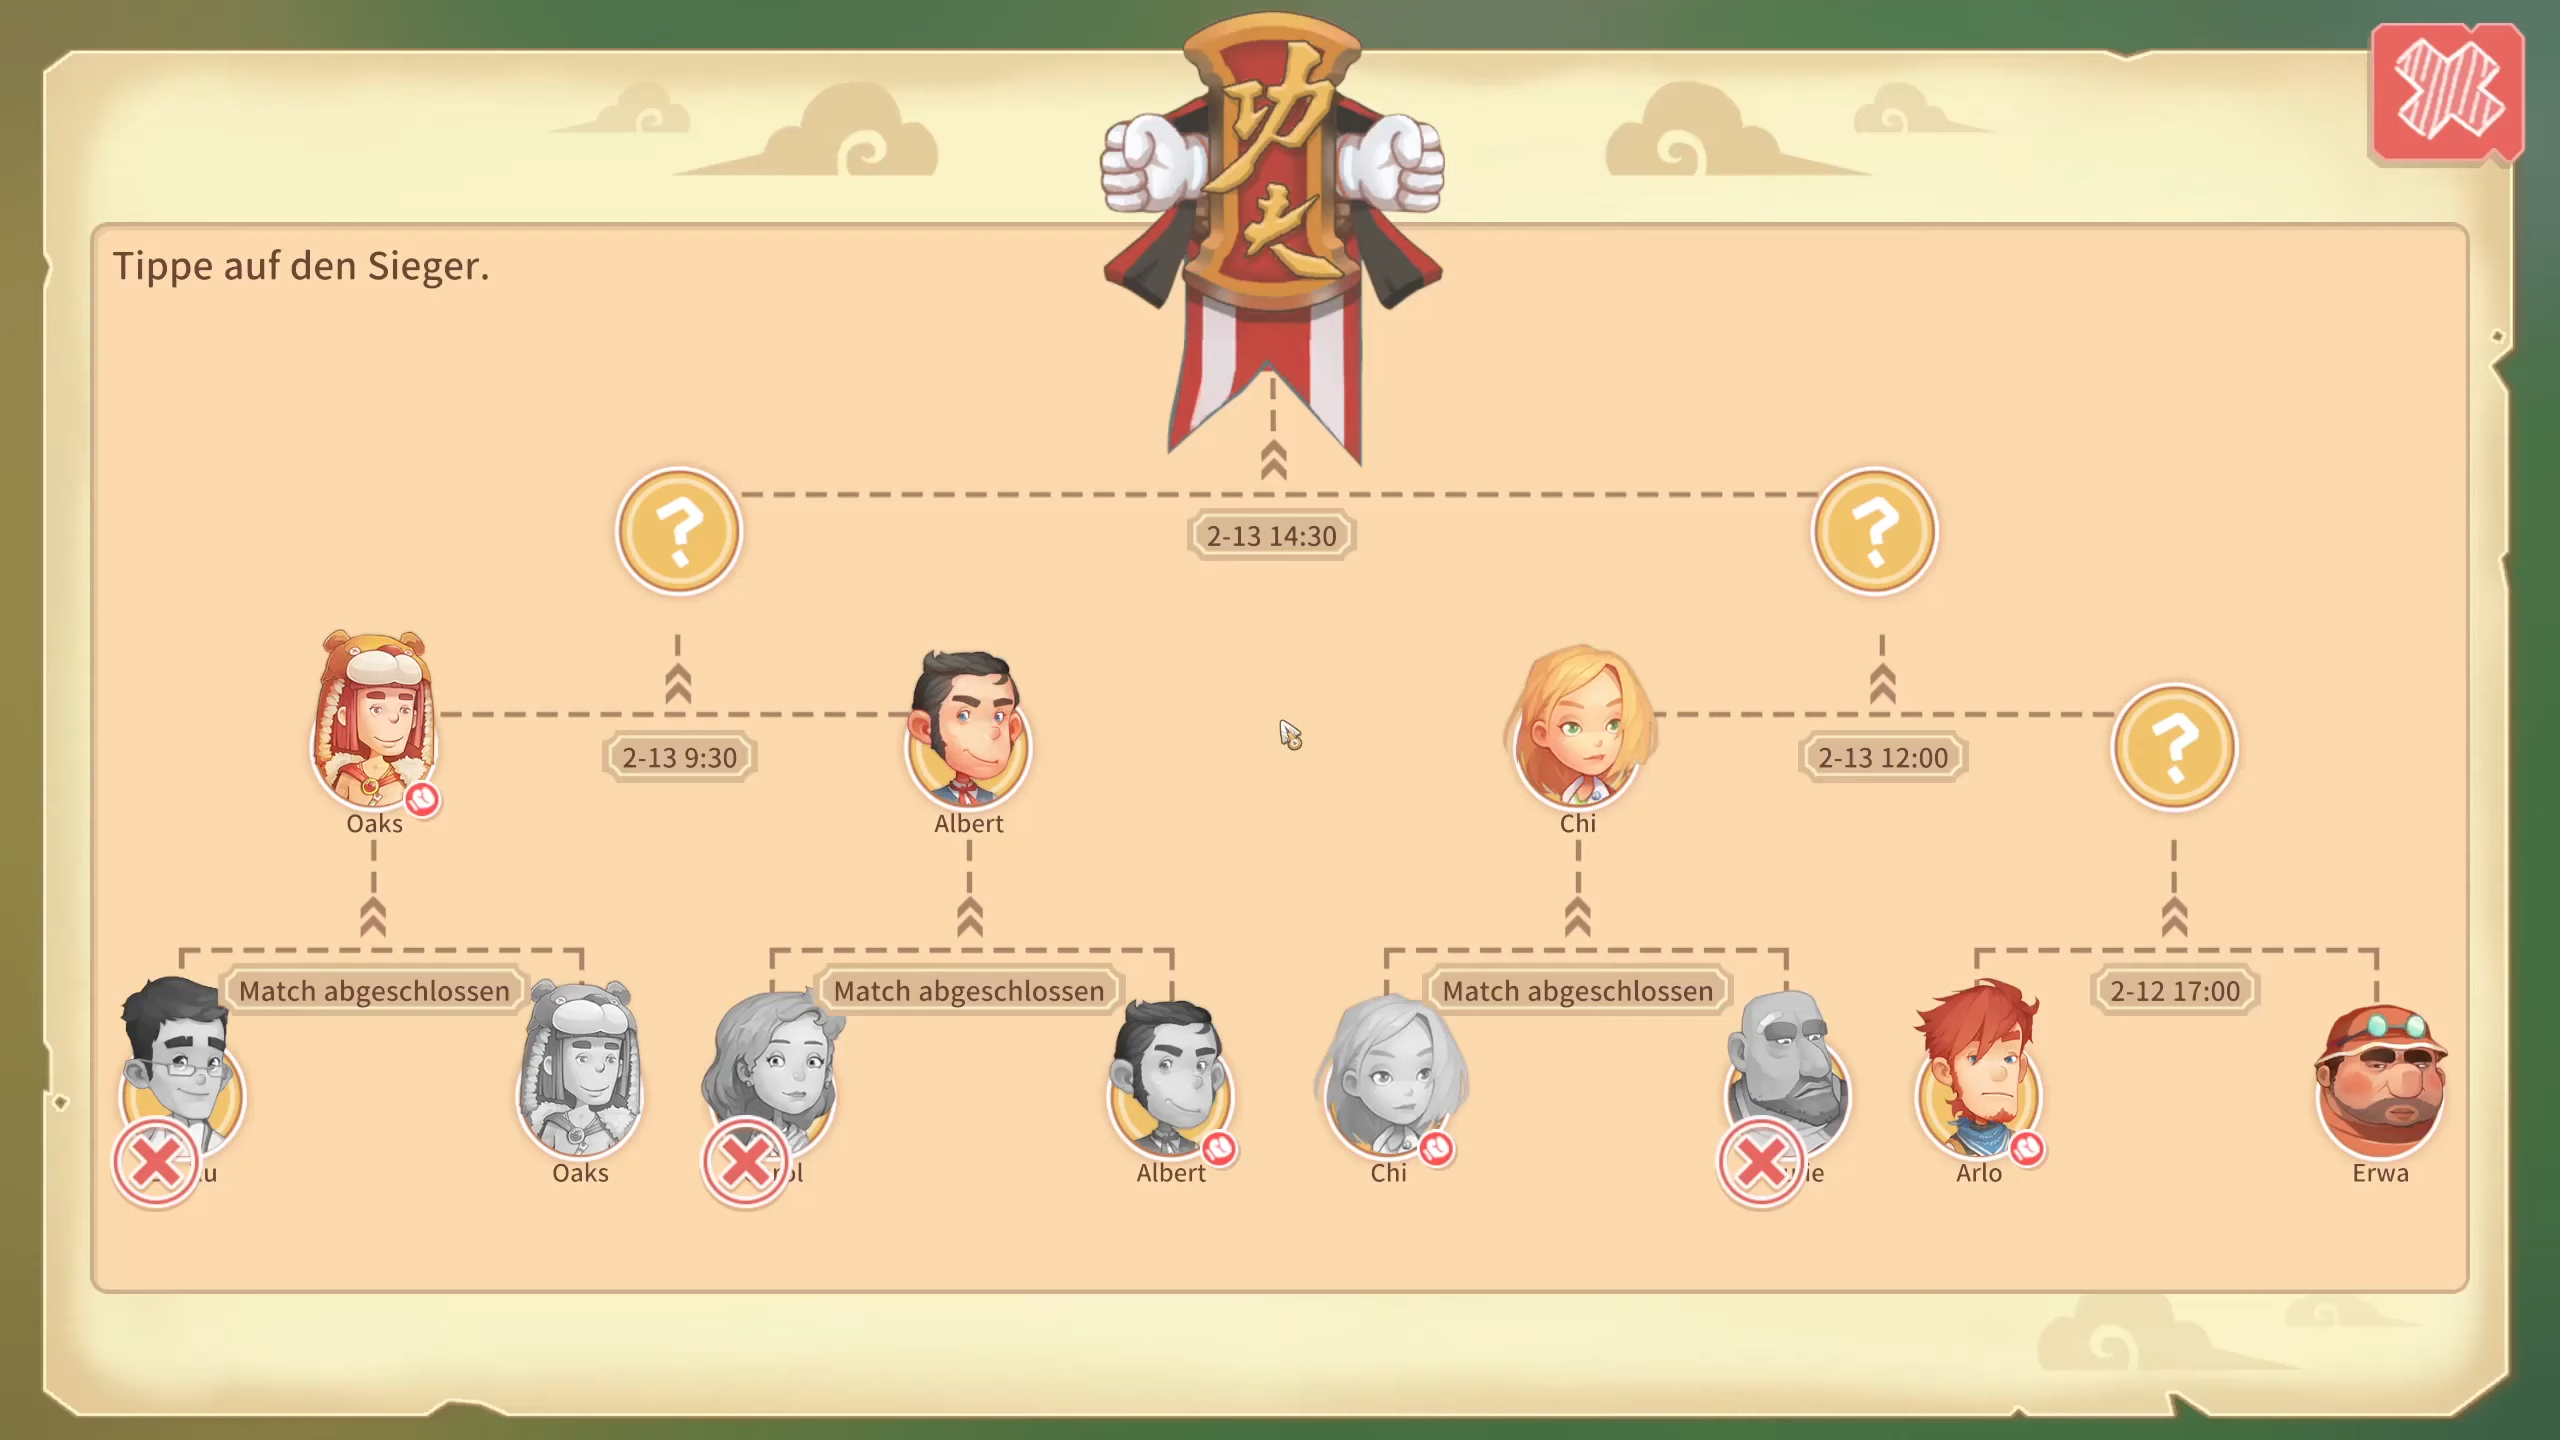 功
夫
Tippe auf den Sieger.
2-13 14:30
2-13 9:30
2-13 12:00
Oaks
Albert
Chi
Match abgeschlossen
Match abgeschlossen
Match abgeschlossen
2-12 17:00
Oaks
Albert
Chi
Arlo
Erwa